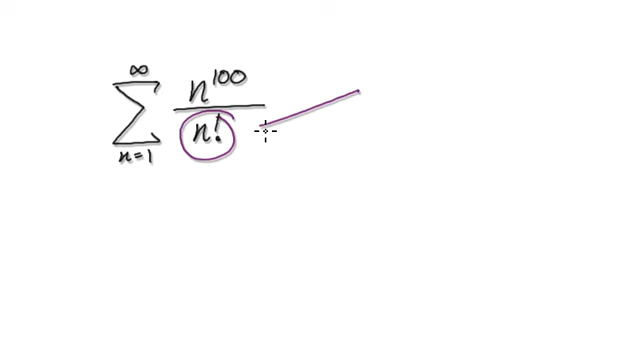 ∞
∑ n^100 / n!
n=1